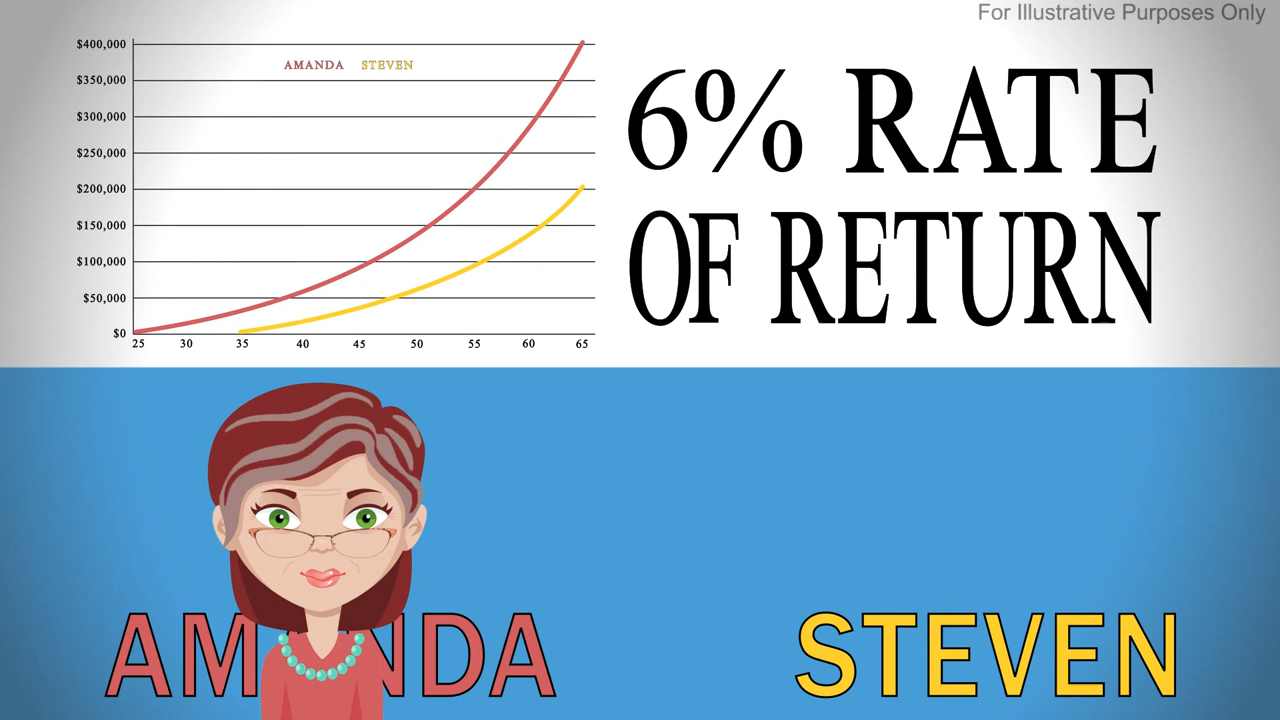 For Illustrative Purposes Only
$400,000
$350,000
$300,000
$250,000
$200,000
$150,000
$100,000
$50,000
$0
AMANDA STEVEN
25 30 35 40 45 50 55 60 65
6% RATE
OF RETURN
AMANDA
STEVEN